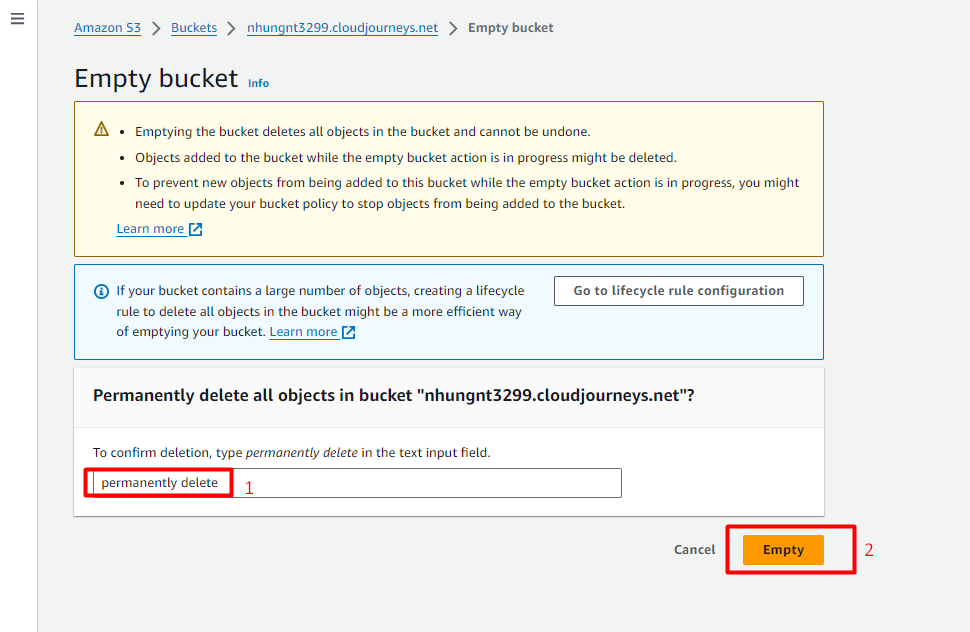 Amazon S3 > Buckets > nhungnt3299.cloudjourneys.net > Empty bucket
Empty bucket Info
• Emptying the bucket deletes all objects in the bucket and cannot be undone.
• Objects added to the bucket while the empty bucket action is in progress might be deleted.
• To prevent new objects from being added to this bucket while the empty bucket action is in progress, you might
need to update your bucket policy to stop objects from being added to the bucket.
Learn more
If your bucket contains a large number of objects, creating a lifecycle
rule to delete all objects in the bucket might be a more efficient way
of emptying your bucket. Learn more
Go to lifecycle rule configuration
Permanently delete all objects in bucket "nhungnt3299.cloudjourneys.net"?
To confirm deletion, type permanently delete in the text input field.
permanently delete 1
Cancel Empty 2